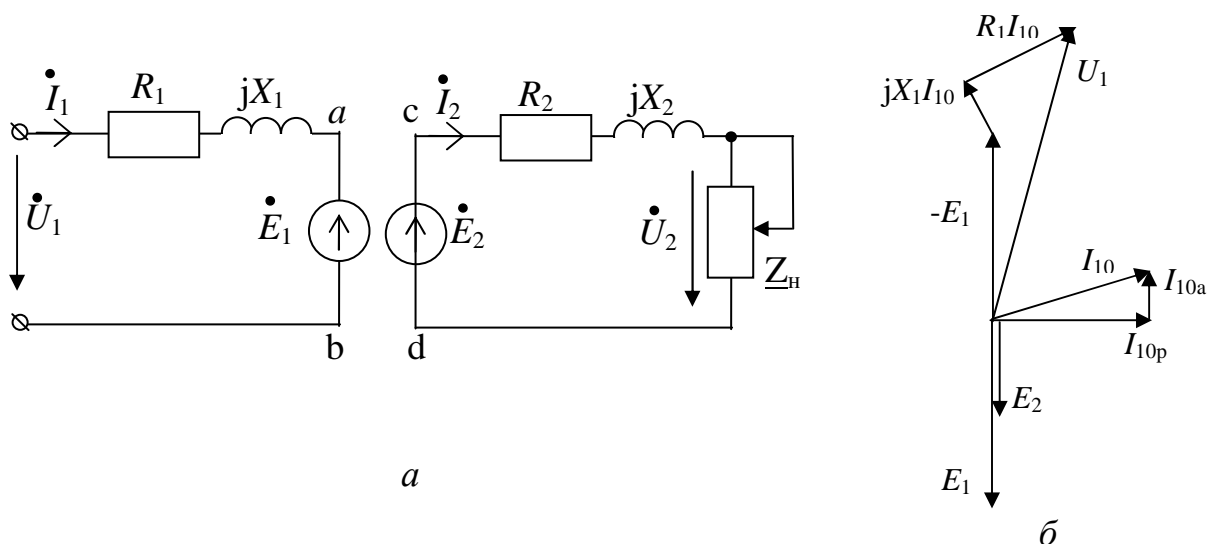 İ₁
R₁
jX₁
a
c
İ₂
R₂
jX₂
U̇₁
Ė₁
Ė₂
U̇₂
Zн
b
d
а
R₁I₁₀
U₁
jX₁I₁₀
-E₁
I₁₀
I₁₀а
I₁₀р
E₂
E₁
б